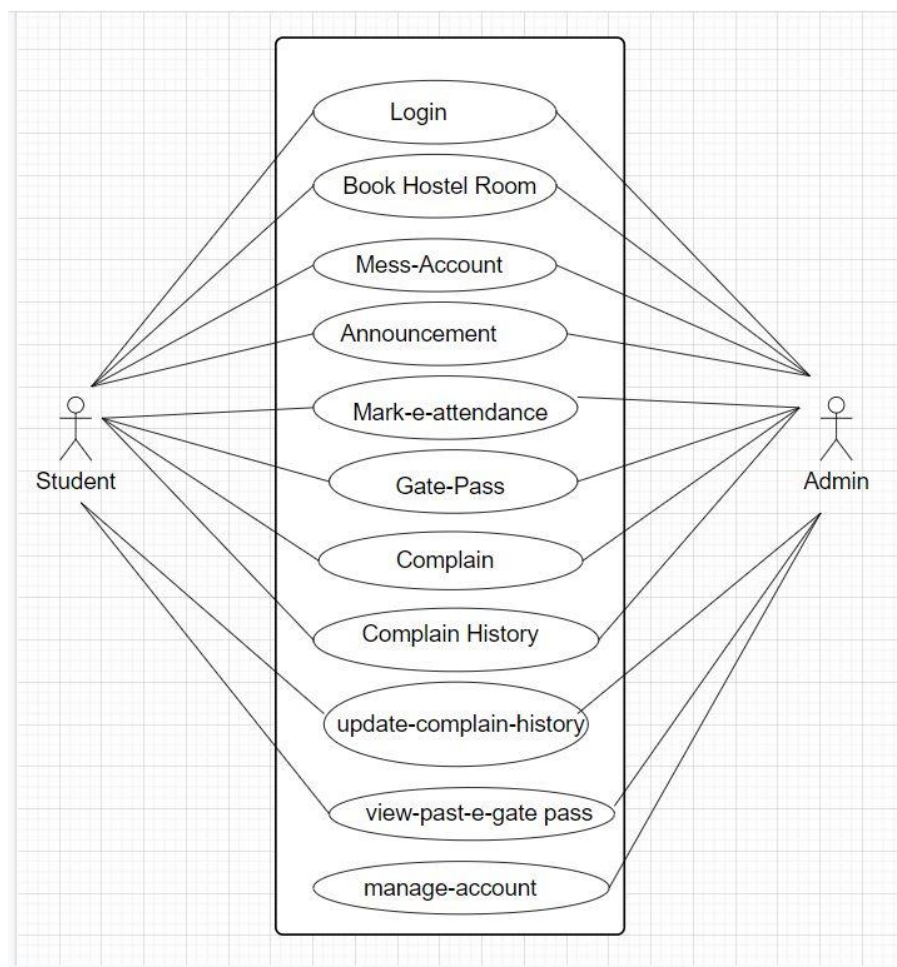 Login
Book Hostel Room
Mess-Account
Announcement
Mark-e-attendance
Gate-Pass
Student
Admin
Complain
Complain History
update-complain-history
view-past-e-gate pass
manage-account